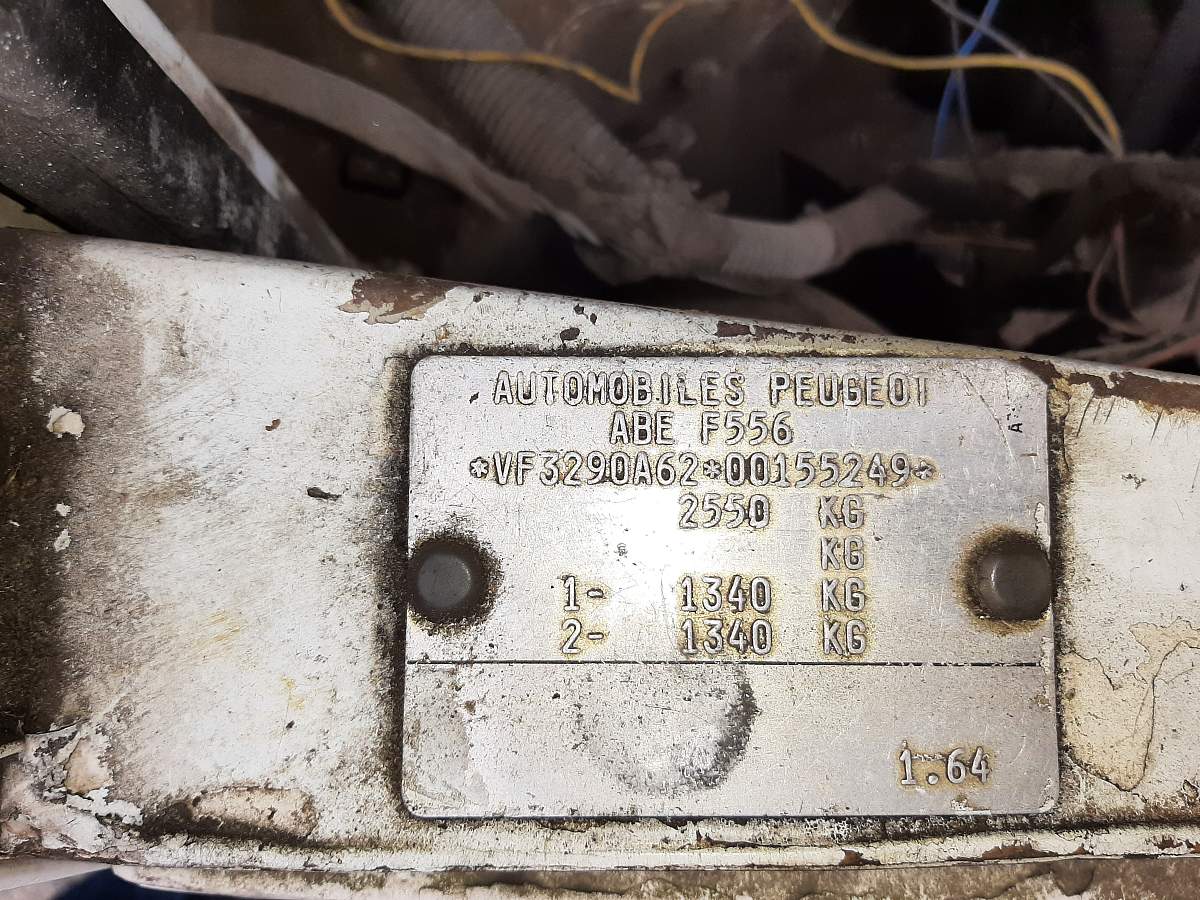 AUTOMOBILES PEUGEOT
ABE F556
A
*VF3290A62*00155249*
2550 KG
KG
1- 1340 KG
2- 1340 KG
1.64